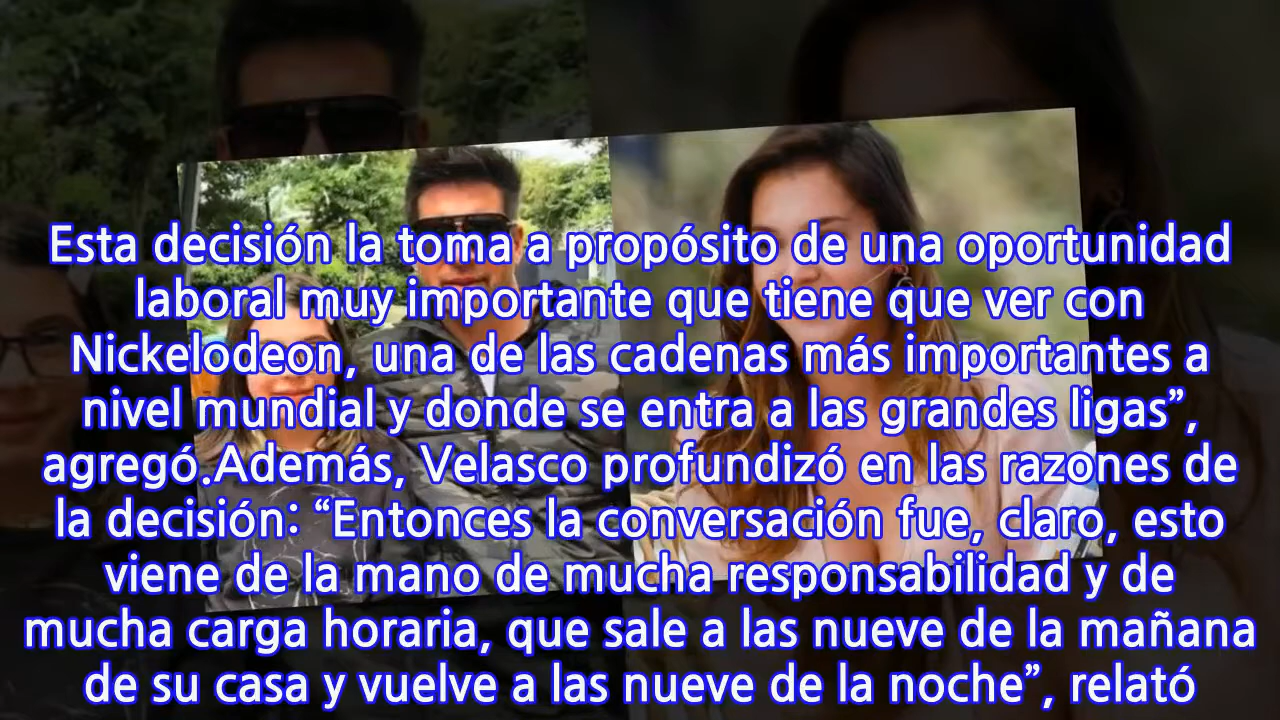 Esta decisión la toma a propósito de una oportunidad
laboral muy importante que tiene que ver con
Nickelodeon, una de las cadenas más importantes a
nivel mundial y donde se entra a las grandes ligas”,
agregó.Además, Velasco profundizó en las razones de
la decisión: “Entonces la conversación fue, claro, esto
viene de la mano de mucha responsabilidad y de
mucha carga horaria, que sale a las nueve de la mañana
de su casa y vuelve a las nueve de la noche”, relató